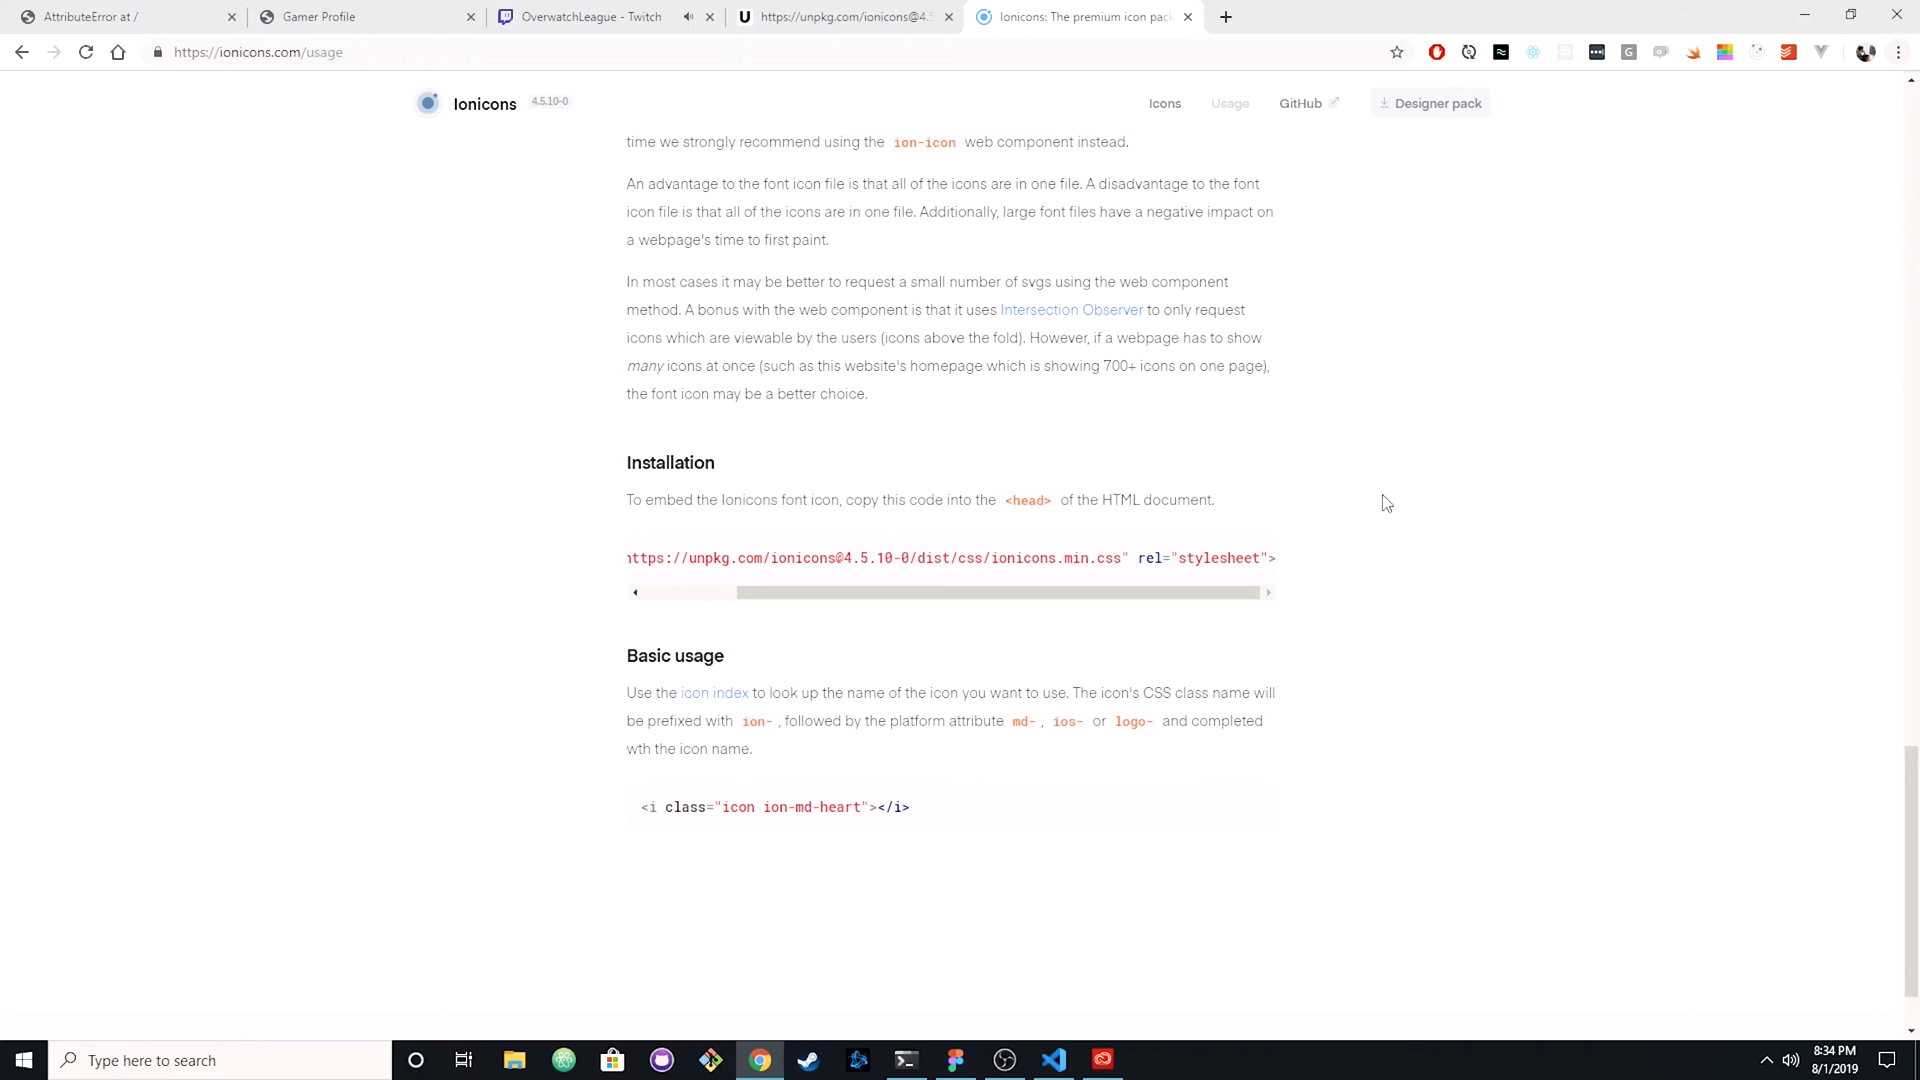 AttributeError at /
Gamer Profile
OverwatchLeague - Twitch
U https://unpkg.com/ionicons@4.5
Ionicons: The premium icon pac
https://ionicons.com/usage
Ionicons 4.5.10-0
Icons Usage GitHub Designer pack
time we strongly recommend using the ion-icon web component instead.
An advantage to the font icon file is that all of the icons are in one file. A disadvantage to the font
icon file is that all of the icons are in one file. Additionally, large font files have a negative impact on
a webpage's time to first paint.
In most cases it may be better to request a small number of svgs using the web component
method. A bonus with the web component is that it uses Intersection Observer to only request
icons which are viewable by the users (icons above the fold). However, if a webpage has to show
many icons at once (such as this website's homepage which is showing 700+ icons on one page),
the font icon may be a better choice.
Installation
To embed the Ionicons font icon, copy this code into the <head> of the HTML document.
ttps://unpkg.com/ionicons@4.5.10-0/dist/css/ionicons.min.css" rel="stylesheet">
Basic usage
Use the icon index to look up the name of the icon you want to use. The icon's CSS class name will
be prefixed with ion- , followed by the platform attribute md- , ios- or logo- and completed
wth the icon name.
<i class="icon ion-md-heart"></i>
Type here to search
8:34 PM
8/1/2019